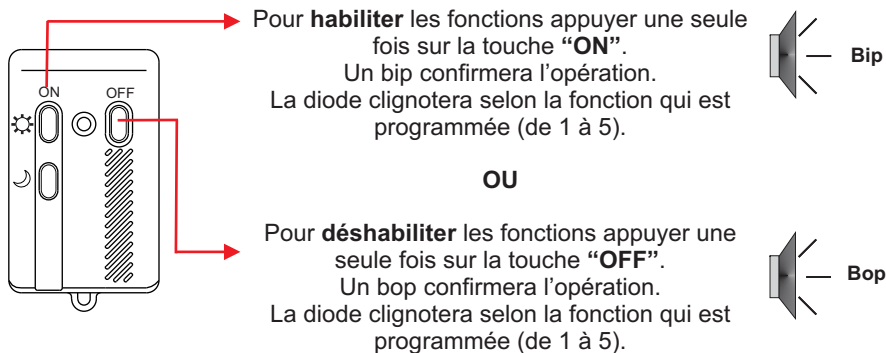 Pour habiliter les fonctions appuyer une seule
fois sur la touche “ON”.
Un bip confirmera l’opération.
La diode clignotera selon la fonction qui est
programmée (de 1 à 5).
Bip
ON
OFF
OU
Pour déshabiliter les fonctions appuyer une
seule fois sur la touche “OFF”.
Un bop confirmera l’opération.
La diode clignotera selon la fonction qui est
programmée (de 1 à 5).
Bop